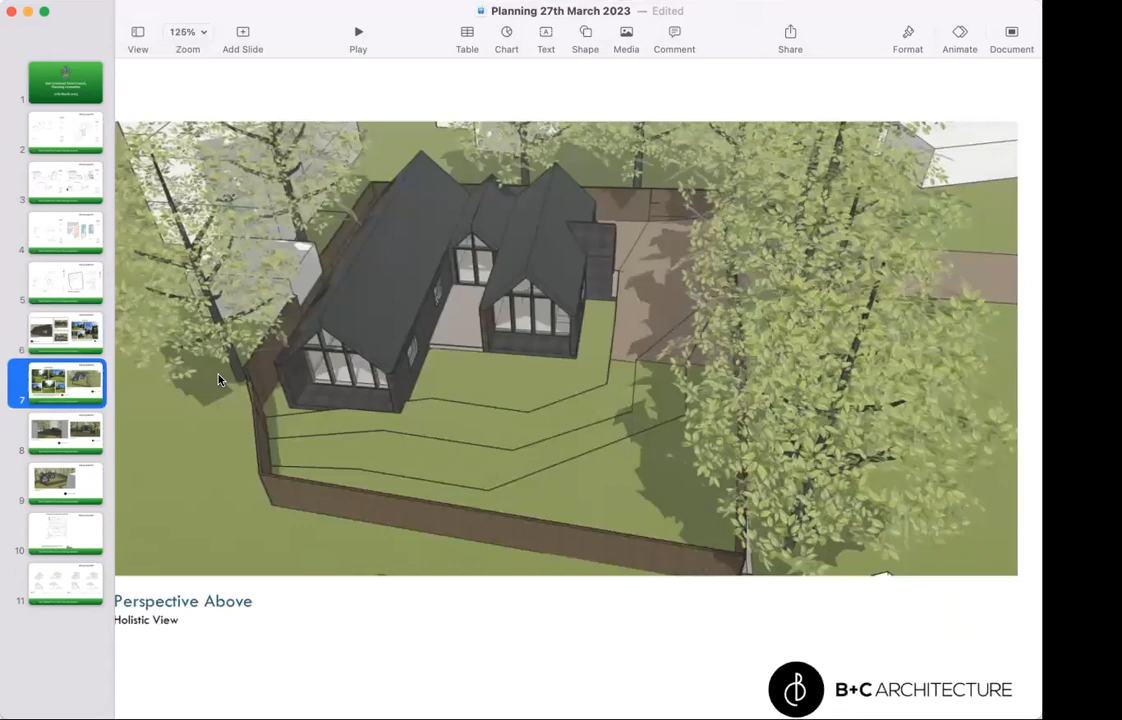 Planning 27th March 2023 — Edited
125%
View
Zoom
Add Slide
Play
Table
Chart
Text
Shape
Media
Comment
Share
Format
Animate
Document
1
2
3
4
5
6
7
8
9
10
11
Perspective Above
Holistic View
B+C ARCHITECTURE